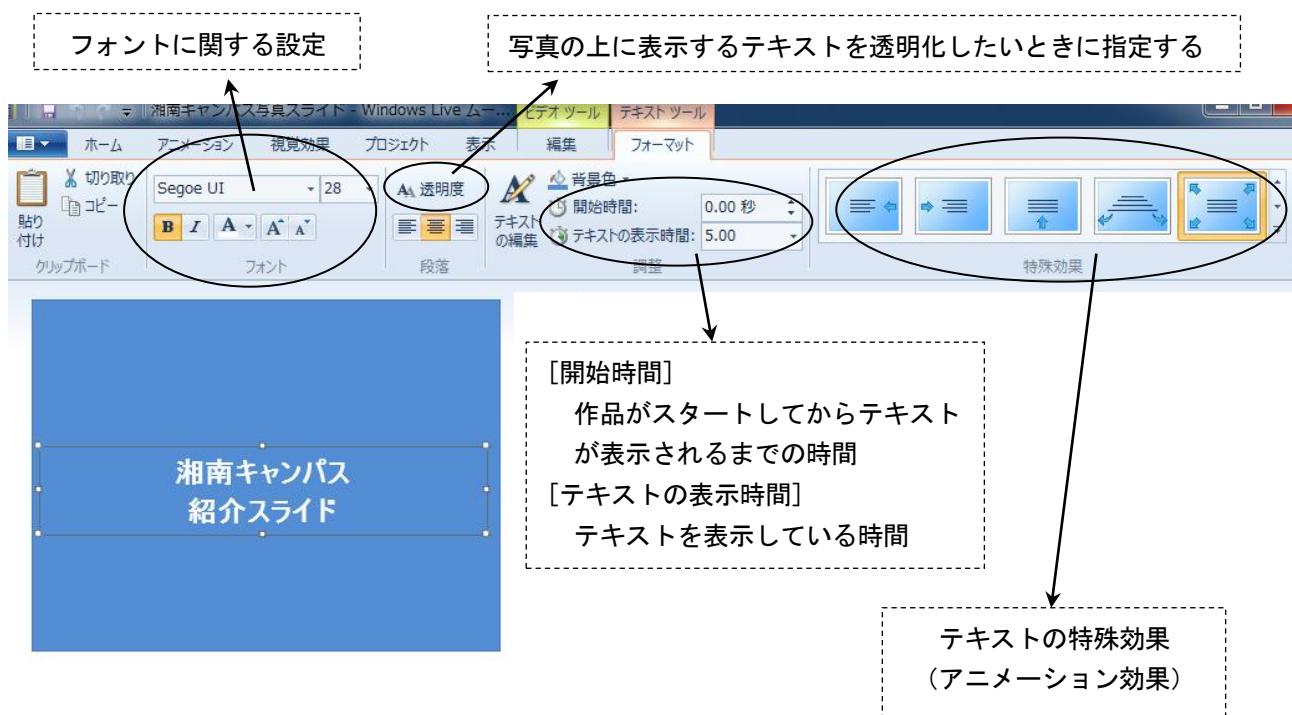 フォントに関する設定
写真の上に表示するテキストを透明化したいときに指定する
湘南キャンパス写真スライド - Windows Live ムー... ビデオ ツール テキスト ツール
ホーム アニメーション 視覚効果 プロジェクト 表示 編集 フォーマット
切り取り
コピー
貼り
付け
クリップボード
Segoe UI 28
B I A A A
フォント
透明度
段落
テキスト
の編集
背景色
開始時間: 0.00 秒
テキストの表示時間: 5.00
調整
特殊効果
湘南キャンパス
紹介スライド
[開始時間]
作品がスタートしてからテキスト
が表示されるまでの時間
[テキストの表示時間]
テキストを表示している時間
テキストの特殊効果
（アニメーション効果）